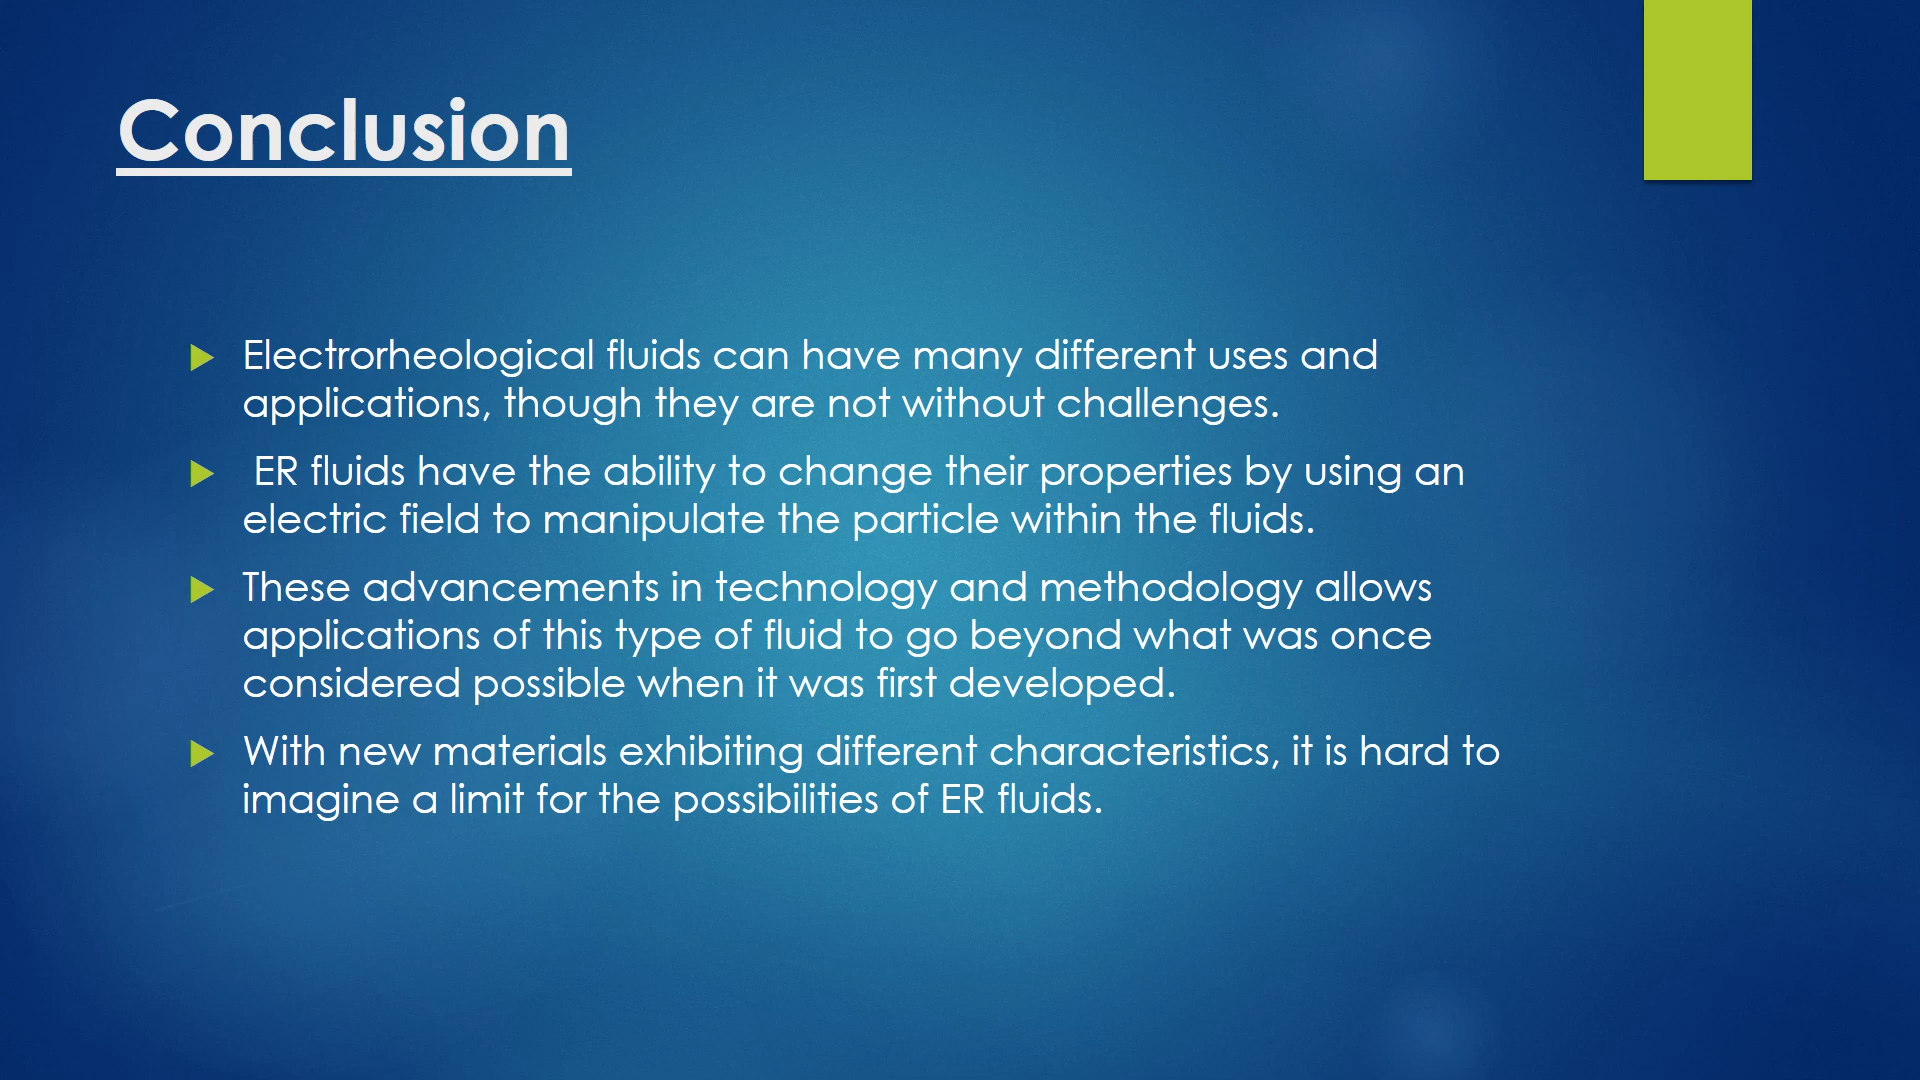 Conclusion
Electrorheological fluids can have many different uses and
applications, though they are not without challenges.
ER fluids have the ability to change their properties by using an
electric field to manipulate the particle within the fluids.
These advancements in technology and methodology allows
applications of this type of fluid to go beyond what was once
considered possible when it was first developed.
With new materials exhibiting different characteristics, it is hard to
imagine a limit for the possibilities of ER fluids.